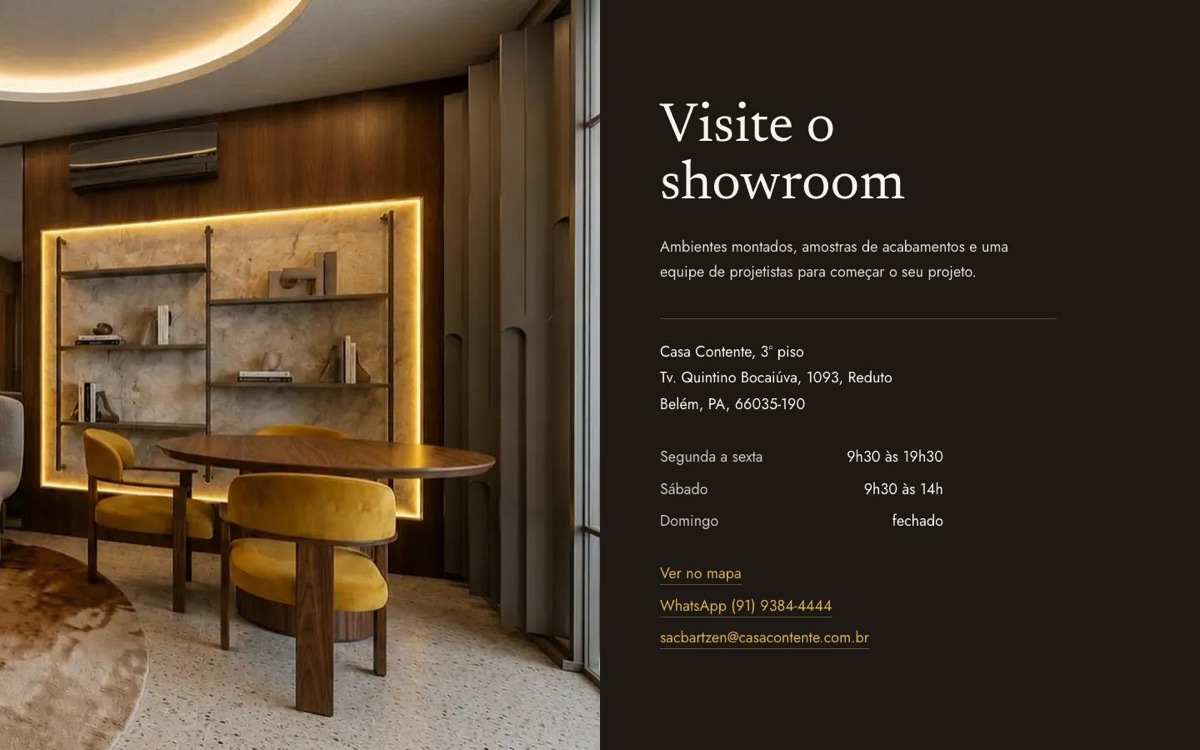 Visite o
showroom
Ambientes montados, amostras de acabamentos e uma
equipe de projetistas para começar o seu projeto.
Casa Contente, 3° piso
Tv. Quintino Bocaiúva, 1093, Reduto
Belém, PA, 66035-190
Segunda a sexta 9h30 às 19h30
Sábado 9h30 às 14h
Domingo fechado
Ver no mapa
WhatsApp (91) 9384-4444
sacbartzen@casacontente.com.br